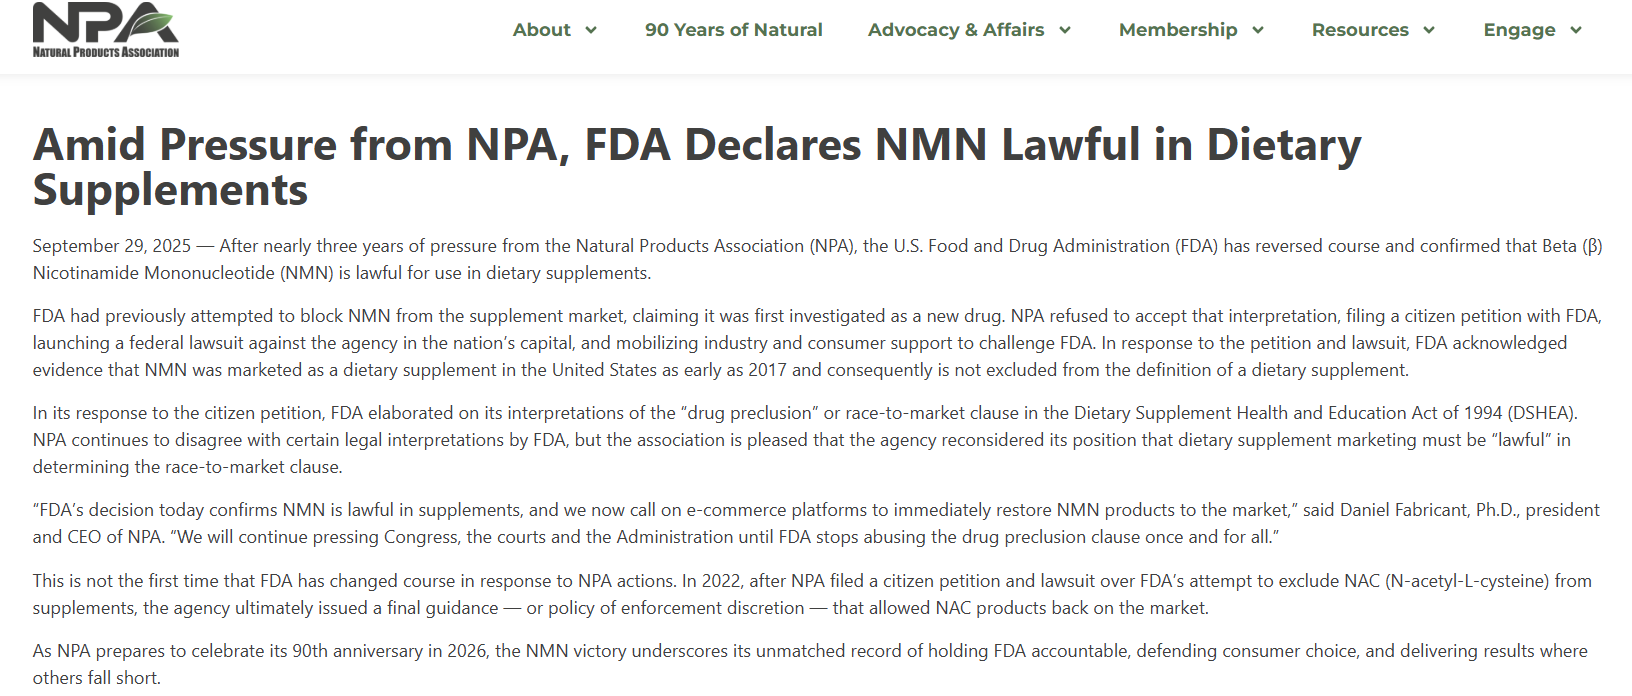 NPA
NATURAL PRODUCTS ASSOCIATION
About
90 Years of Natural
Advocacy & Affairs
Membership
Resources
Engage
Amid Pressure from NPA, FDA Declares NMN Lawful in Dietary
Supplements
September 29, 2025 — After nearly three years of pressure from the Natural Products Association (NPA), the U.S. Food and Drug Administration (FDA) has reversed course and confirmed that Beta (β)
Nicotinamide Mononucleotide (NMN) is lawful for use in dietary supplements.
FDA had previously attempted to block NMN from the supplement market, claiming it was first investigated as a new drug. NPA refused to accept that interpretation, filing a citizen petition with FDA,
launching a federal lawsuit against the agency in the nation’s capital, and mobilizing industry and consumer support to challenge FDA. In response to the petition and lawsuit, FDA acknowledged
evidence that NMN was marketed as a dietary supplement in the United States as early as 2017 and consequently is not excluded from the definition of a dietary supplement.
In its response to the citizen petition, FDA elaborated on its interpretations of the “drug preclusion” or race-to-market clause in the Dietary Supplement Health and Education Act of 1994 (DSHEA).
NPA continues to disagree with certain legal interpretations by FDA, but the association is pleased that the agency reconsidered its position that dietary supplement marketing must be “lawful” in
determining the race-to-market clause.
“FDA’s decision today confirms NMN is lawful in supplements, and we now call on e-commerce platforms to immediately restore NMN products to the market,” said Daniel Fabricant, Ph.D., president
and CEO of NPA. “We will continue pressing Congress, the courts and the Administration until FDA stops abusing the drug preclusion clause once and for all.”
This is not the first time that FDA has changed course in response to NPA actions. In 2022, after NPA filed a citizen petition and lawsuit over FDA’s attempt to exclude NAC (N-acetyl-L-cysteine) from
supplements, the agency ultimately issued a final guidance — or policy of enforcement discretion — that allowed NAC products back on the market.
As NPA prepares to celebrate its 90th anniversary in 2026, the NMN victory underscores its unmatched record of holding FDA accountable, defending consumer choice, and delivering results where
others fall short.